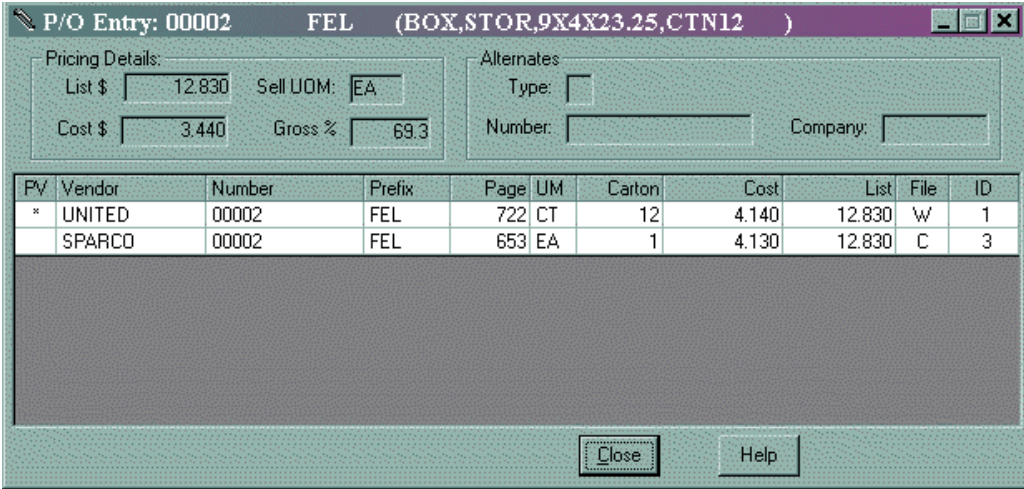 P/O Entry: 00002 FEL (BOX,STOR,9X4X23.25,CTN12 )
Pricing Details:
List $ 12.830 Sell UOM: EA
Cost $ 3.440 Gross % 69.3
Alternates
Type:
Number: Company:
PV Vendor Number Prefix Page UM Carton Cost List File ID
* UNITED 00002 FEL 722 CT 12 4.140 12.830 W 1
SPARCO 00002 FEL 653 EA 1 4.130 12.830 C 3
Close Help